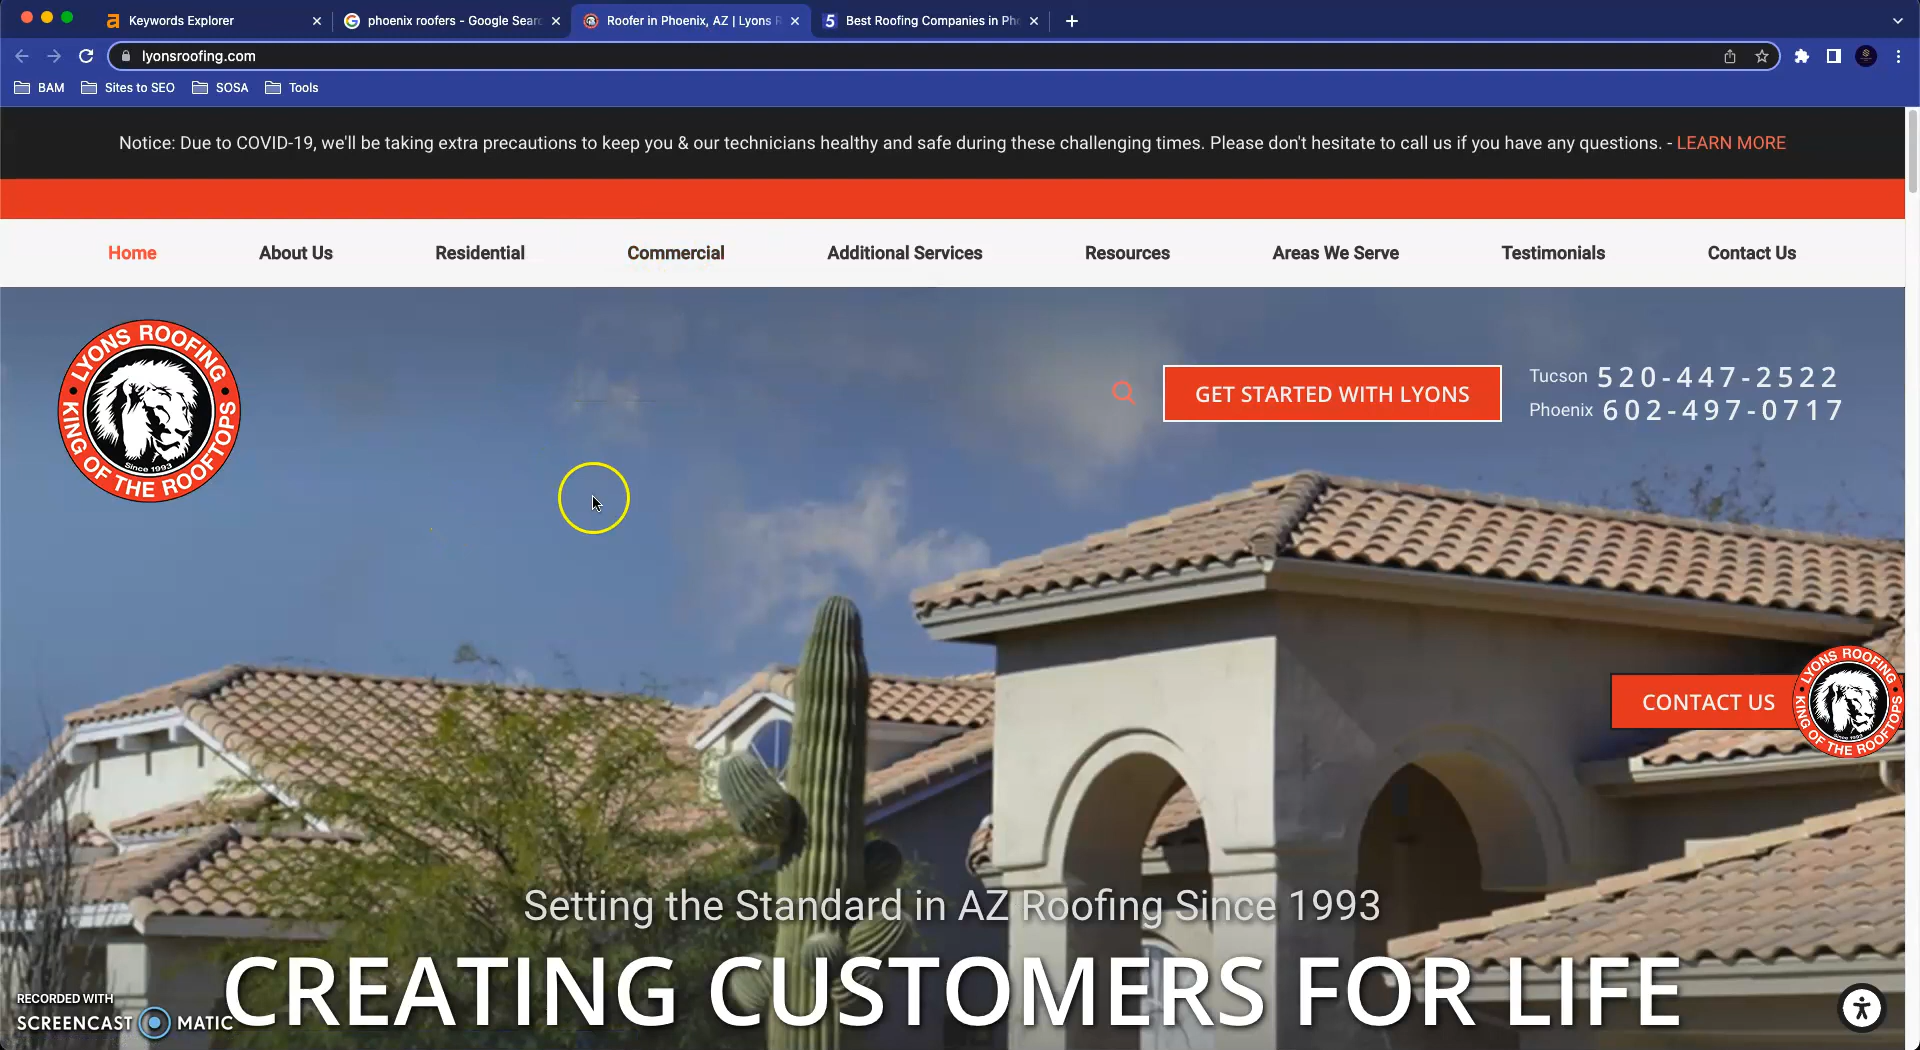 Keywords Explorer
phoenix roofers - Google Sear
Roofer in Phoenix, AZ | Lyons R
Best Roofing Companies in Ph
lyonsroofing.com
BAM
Sites to SEO
SOSA
Tools
Notice: Due to COVID-19, we'll be taking extra precautions to keep you & our technicians healthy and safe during these challenging times. Please don't hesitate to call us if you have any questions. - LEARN MORE
Home
About Us
Residential
Commercial
Additional Services
Resources
Areas We Serve
Testimonials
Contact Us
LYONS ROOFING
KING OF THE ROOFTOPS
Since 1993
GET STARTED WITH LYONS
Tucson 520-447-2522
Phoenix 602-497-0717
CONTACT US
LYONS ROOFING
KING OF THE ROOFTOPS
Since 1993
Setting the Standard in AZ Roofing Since 1993
CREATING CUSTOMERS FOR LIFE
RECORDED WITH
SCREENCAST MATIC